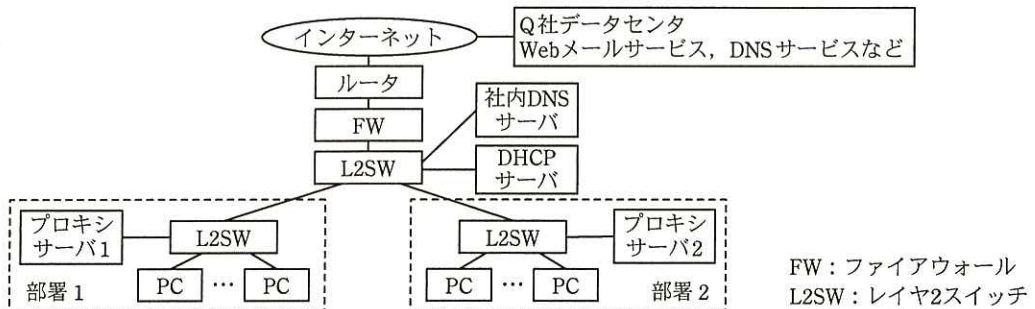 インターネット
Q社データセンタ
Webメールサービス，DNSサービスなど
ルータ
社内DNS
サーバ
FW
L2SW
DHCP
サーバ
プロキシ
サーバ1
L2SW
L2SW
プロキシ
サーバ2
PC … PC
PC … PC
部署1
部署2
FW：ファイアウォール
L2SW：レイヤ2スイッチ